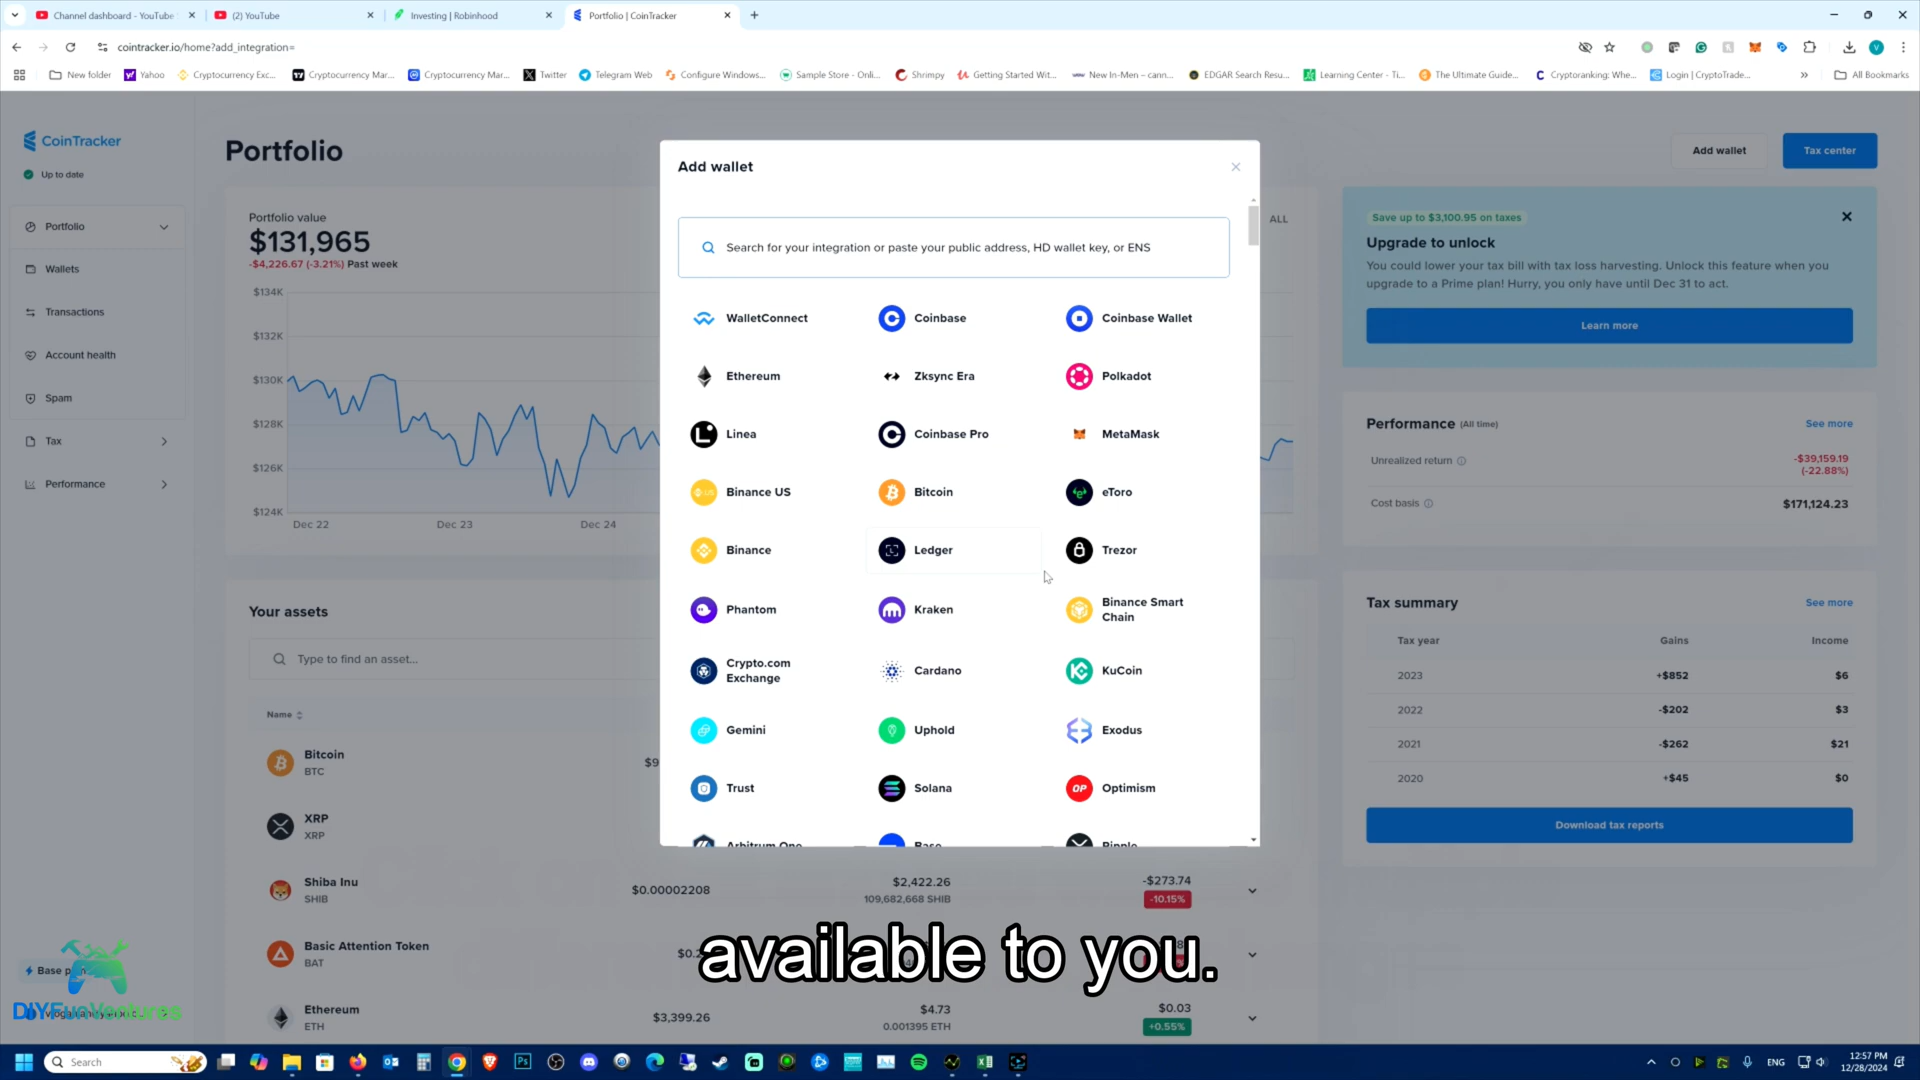 Channel dashboard - YouTube
(2) YouTube
Investing | Robinhood
Portfolio | CoinTracker
cointracker.io/home?add_integration=
New folder
Yahoo
Cryptocurrency Exc...
Cryptocurrency Mar...
Cryptocurrency Mar...
Twitter
Telegram Web
Configure Windows...
Sample Store - Onli...
Shrimpy
Getting Started Wit...
New In-Men – cann...
EDGAR Search Resu...
Learning Center - Ti...
The Ultimate Guide...
Cryptoranking: Whe...
Login | CryptoTrade...
All Bookmarks
CoinTracker
Up to date
Portfolio
Wallets
Transactions
Account health
Spam
Tax
Performance
Portfolio
Portfolio value
$131,965
-$4,226.67 (-3.21%) Past week
ALL
$134K
$132K
$130K
$128K
$126K
$124K
Dec 22
Dec 23
Dec 24
Add wallet
Search for your integration or paste your public address, HD wallet key, or ENS
WalletConnect
Coinbase
Coinbase Wallet
Ethereum
Zksync Era
Polkadot
Linea
Coinbase Pro
MetaMask
Binance US
Bitcoin
eToro
Binance
Ledger
Trezor
Phantom
Kraken
Binance Smart
Chain
Crypto.com
Exchange
Cardano
KuCoin
Gemini
Uphold
Exodus
Trust
Solana
Optimism
Arbitrum One
Base
Ripple
Add wallet
Tax center
Save up to $3,100.95 on taxes
Upgrade to unlock
You could lower your tax bill with tax loss harvesting. Unlock this feature when you
upgrade to a Prime plan! Hurry, you only have until Dec 31 to act.
Learn more
Performance (All time)
See more
Unrealized return
-$39,159.19
(-22.88%)
Cost basis
$171,124.23
Tax summary
See more
Tax year Gains Income
2023 +$852 $6
2022 -$202 $3
2021 -$262 $21
2020 +$45 $0
Download tax reports
Your assets
Type to find an asset...
Name
Bitcoin
BTC
XRP
XRP
Shiba Inu
SHIB
$0.00002208
$2,422.26
109,682,668 SHIB
-$273.74
-10.15%
Basic Attention Token
BAT
Ethereum
ETH
$3,399.26
$4.73
0.001395 ETH
$0.03
+0.55%
available to you.
Base
DIYFunVentures
Search
ENG
12:57 PM
12/28/2024